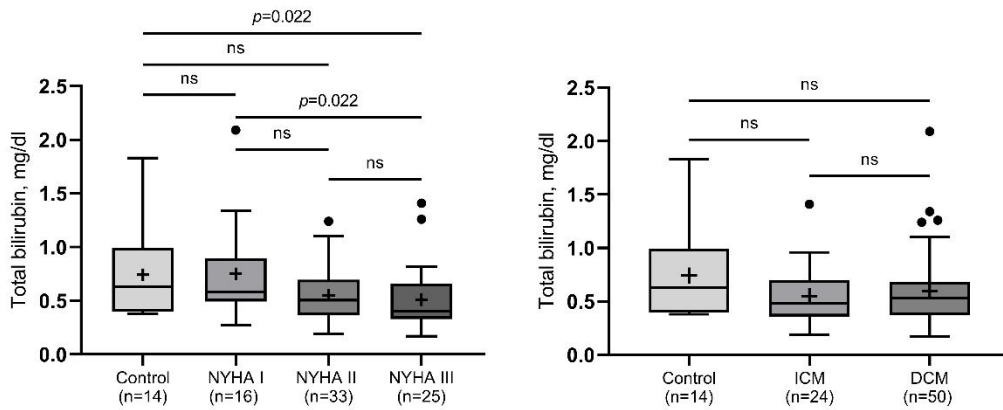 p=0.022
ns
ns
p=0.022
ns
ns
Total bilirubin, mg/dl
2.5
2.0
1.5
1.0
0.5
0.0
Control
(n=14)
NYHA I
(n=16)
NYHA II
(n=33)
NYHA III
(n=25)
ns
ns
ns
Total bilirubin, mg/dl
2.5
2.0
1.5
1.0
0.5
0.0
Control
(n=14)
ICM
(n=24)
DCM
(n=50)